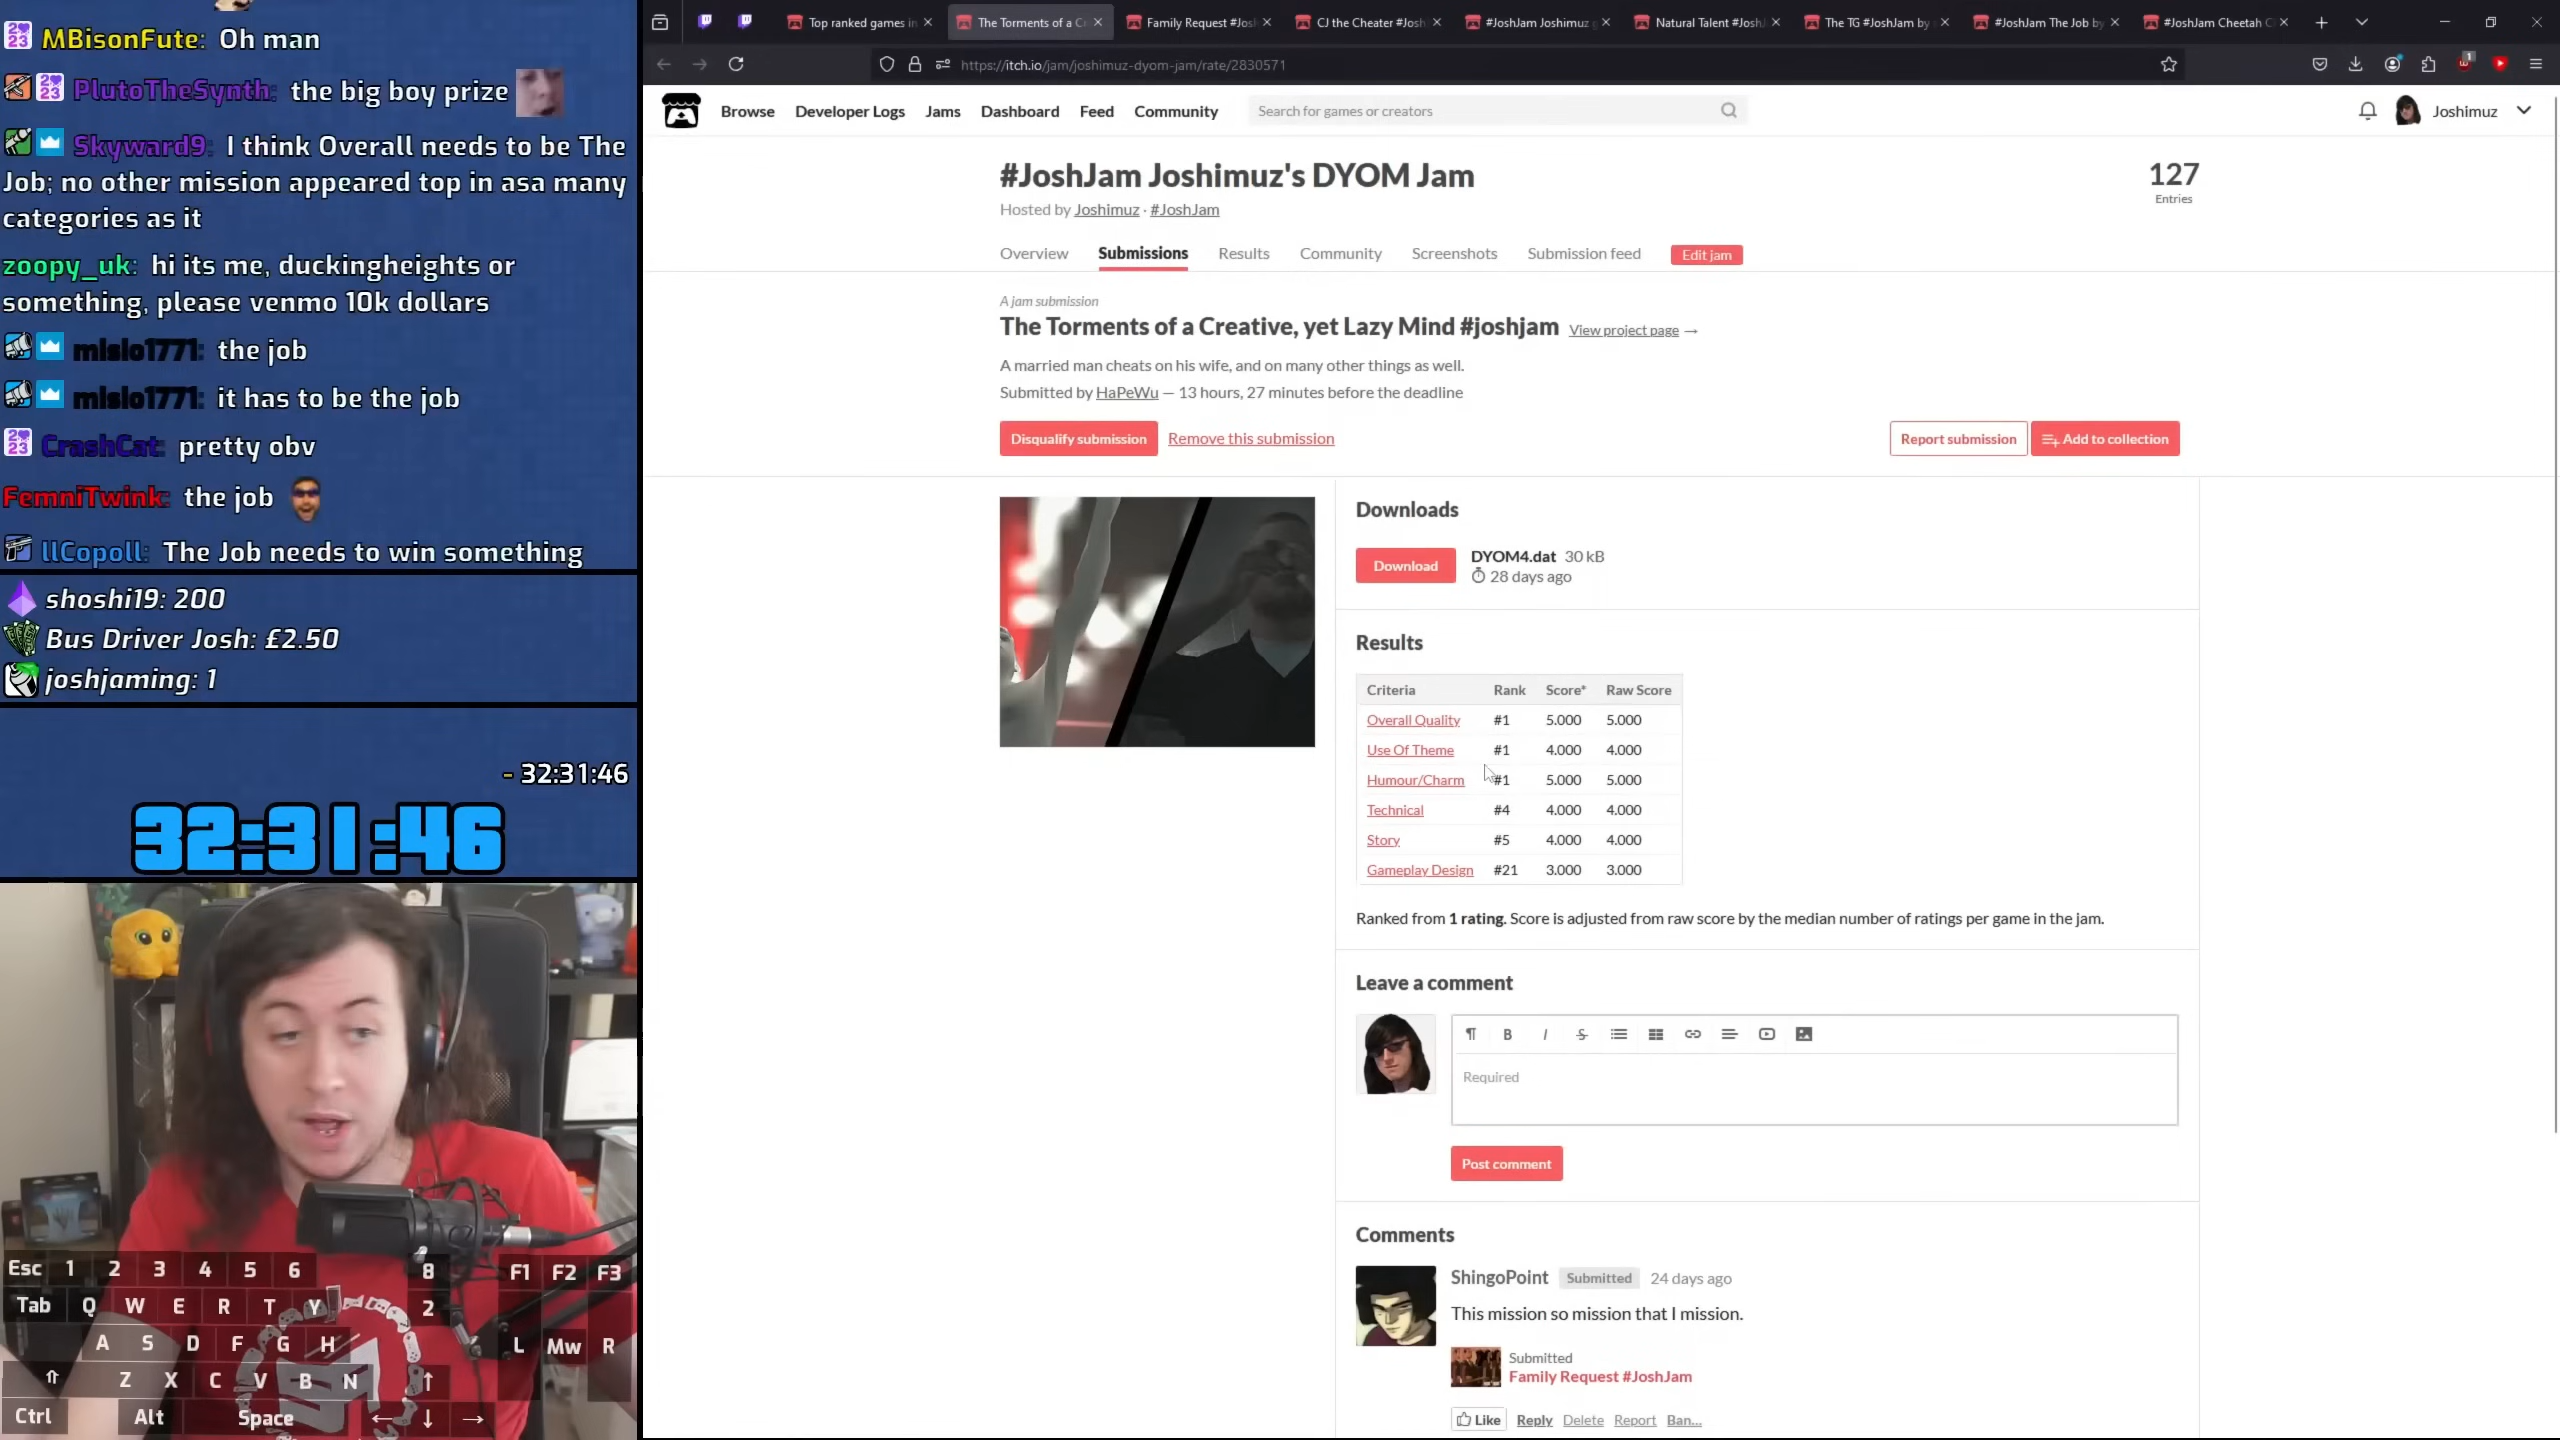 MBisonFute: Oh man
PlutoTheSynth: the big boy prize
Skyward9: I think Overall needs to be The
Job; no other mission appeared top in asa many
categories as it
zoopy_uk: hi its me, duckingheights or
something, please venmo 10k dollars
mislo1771: the job
mislo1771: it has to be the job
CrashCat: pretty obv
FemniTwink: the job
llCopoll: The Job needs to win something
shoshi19: 200
Bus Driver Josh: £2.50
joshjaming: 1
- 32:31:46
32:31:46
Esc 1 2 3 4 5 6 8 F1 F2 F3
Tab Q W E R T Y 2
A S D F G H L Mw R
⇑ Z X C V B N ↑
Ctrl Alt Space ← ↓ →
Top ranked games in
The Torments of a C
Family Request #Josh
CJ the Cheater #Josh
#JoshJam Joshimuz
Natural Talent #Josh
The TG #JoshJam by
#JoshJam The Job by
#JoshJam Cheetah C
https://itch.io/jam/joshimuz-dyom-jam/rate/2830571
1
Browse Developer Logs Jams Dashboard Feed Community Search for games or creators Joshimuz
#JoshJam Joshimuz's DYOM Jam
127
Entries
Hosted by Joshimuz · #JoshJam
Overview Submissions Results Community Screenshots Submission feed Edit jam
A jam submission
The Torments of a Creative, yet Lazy Mind #joshjam View project page →
A married man cheats on his wife, and on many other things as well.
Submitted by HaPeWu — 13 hours, 27 minutes before the deadline
Disqualify submission Remove this submission Report submission Add to collection
Downloads
Download DYOM4.dat 30 kB
28 days ago
Results
Criteria Rank Score* Raw Score
Overall Quality #1 5.000 5.000
Use Of Theme #1 4.000 4.000
Humour/Charm #1 5.000 5.000
Technical #4 4.000 4.000
Story #5 4.000 4.000
Gameplay Design #21 3.000 3.000
Ranked from 1 rating. Score is adjusted from raw score by the median number of ratings per game in the jam.
Leave a comment
¶ B I S
Required
Post comment
Comments
ShingoPoint Submitted 24 days ago
This mission so mission that I mission.
Submitted
Family Request #JoshJam
Like Reply Delete Report Ban...